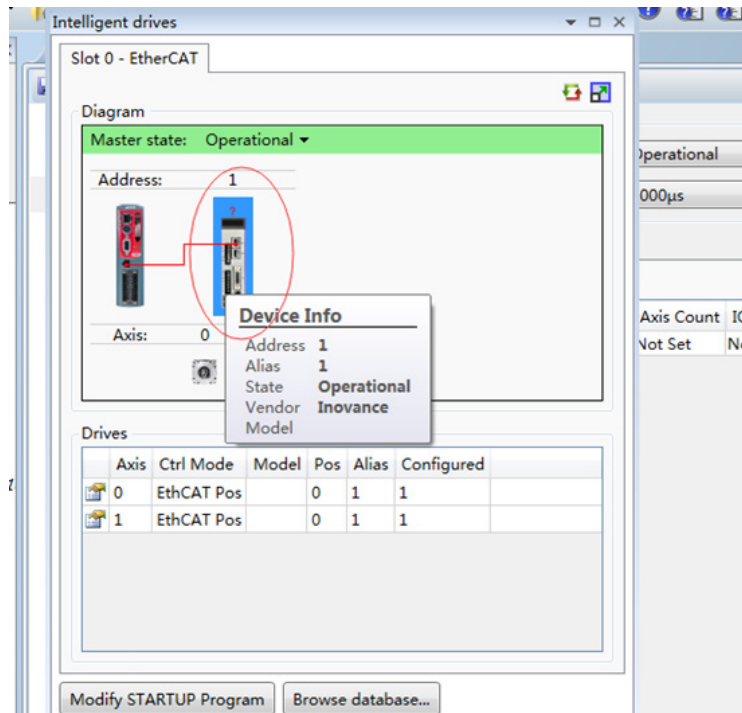 Intelligent drives
Slot 0 - EtherCAT
Diagram
Master state: Operational
Address: 1
?
Axis: 0
Device Info
Address 1
Alias 1
State Operational
Vendor Inovance
Model
Drives
Axis Ctrl Mode Model Pos Alias Configured
0 EthCAT Pos 0 1 1
1 EthCAT Pos 0 1 1
Modify STARTUP Program
Browse database...
perational
000µs
Axis Count
Not Set